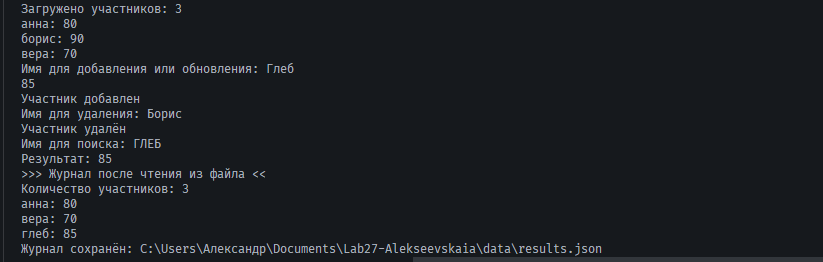 Загружено участников: 3
анна: 80
борис: 90
вера: 70
Имя для добавления или обновления: Глеб
85
Участник добавлен
Имя для удаления: Борис
Участник удалён
Имя для поиска: ГЛЕБ
Результат: 85
>>> Журнал после чтения из файла <<
Количество участников: 3
анна: 80
вера: 70
глеб: 85
Журнал сохранён: C:\Users\Александр\Documents\Lab27-Alekseevskaia\data\results.json